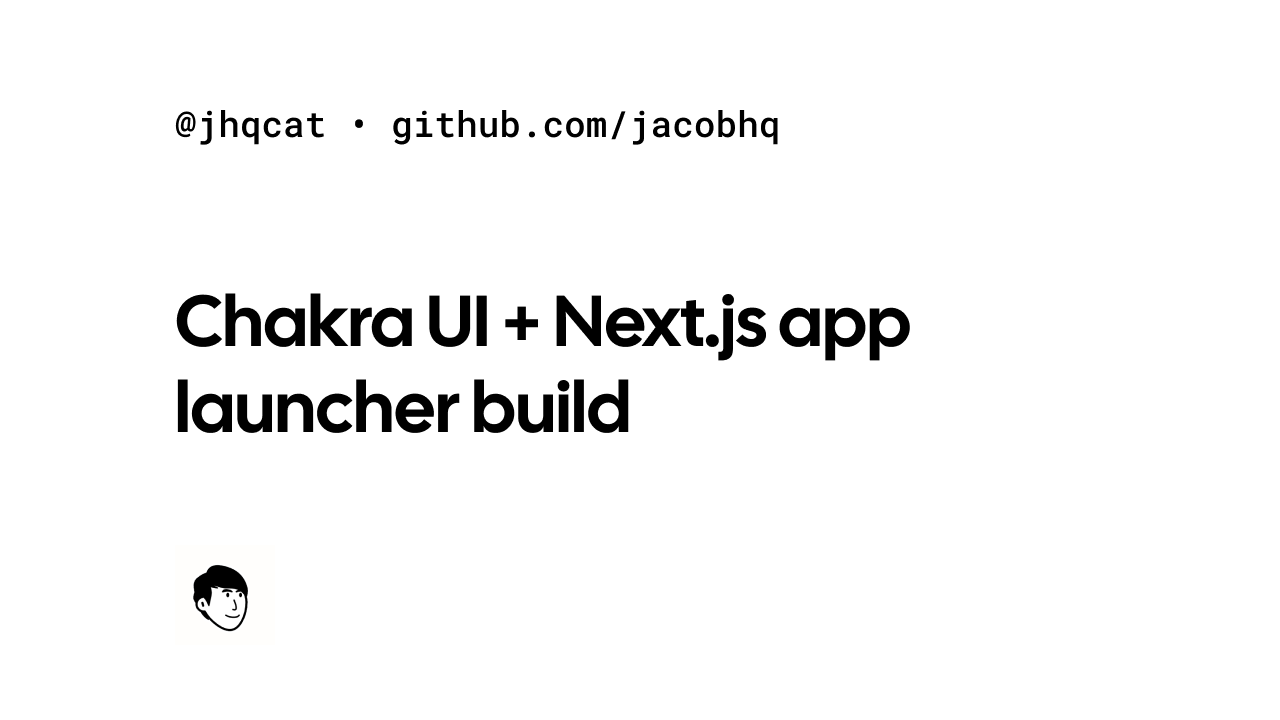 @jhqcat • github.com/jacobhq
Chakra UI + Next.js app
launcher build